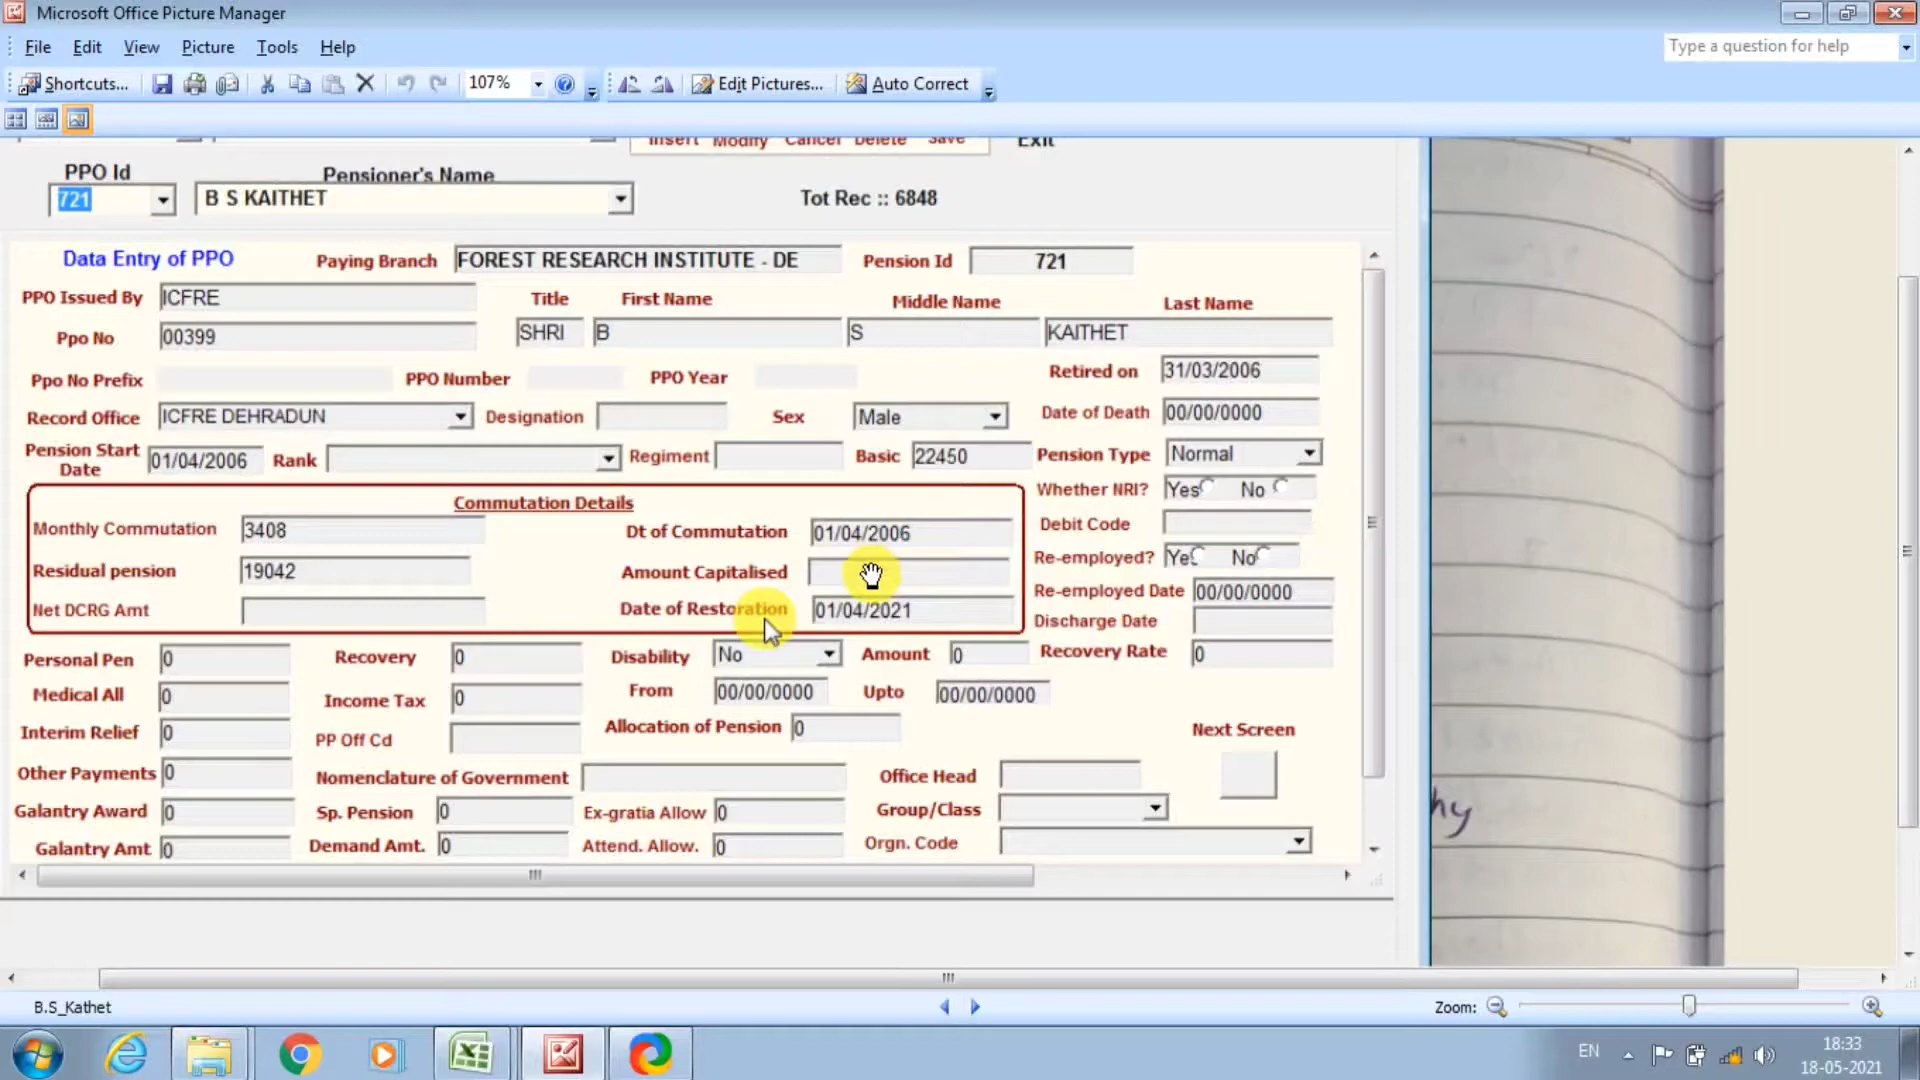 Microsoft Office Picture Manager
File Edit View Picture Tools Help Type a question for help
Shortcuts... 107% Edit Pictures... Auto Correct
Insert Modify Cancel Delete Save Exit
PPO Id Pensioner's Name
721 B S KAITHET Tot Rec :: 6848
Data Entry of PPO Paying Branch FOREST RESEARCH INSTITUTE - DE Pension Id 721
PPO Issued By ICFRE Title First Name Middle Name Last Name
Ppo No 00399 SHRI B S KAITHET
Ppo No Prefix PPO Number PPO Year Retired on 31/03/2006
Record Office ICFRE DEHRADUN Designation Sex Male Date of Death 00/00/0000
Pension Start Date 01/04/2006 Rank Regiment Basic 22450 Pension Type Normal
Commutation Details Whether NRI? Yes No
Monthly Commutation 3408 Dt of Commutation 01/04/2006 Debit Code
Residual pension 19042 Amount Capitalised Re-employed? Ye No
Net DCRG Amt Date of Restoration 01/04/2021 Re-employed Date 00/00/0000
Discharge Date
Personal Pen 0 Recovery 0 Disability No Amount 0 Recovery Rate 0
Medical All 0 Income Tax 0 From 00/00/0000 Upto 00/00/0000
Interim Relief 0 PP Off Cd Allocation of Pension 0 Next Screen
Other Payments 0 Nomenclature of Government Office Head
Galantry Award 0 Sp. Pension 0 Ex-gratia Allow 0 Group/Class
Galantry Amt 0 Demand Amt. 0 Attend. Allow. 0 Orgn. Code
B.S_Kathet Zoom:
EN 18:33
18-05-2021